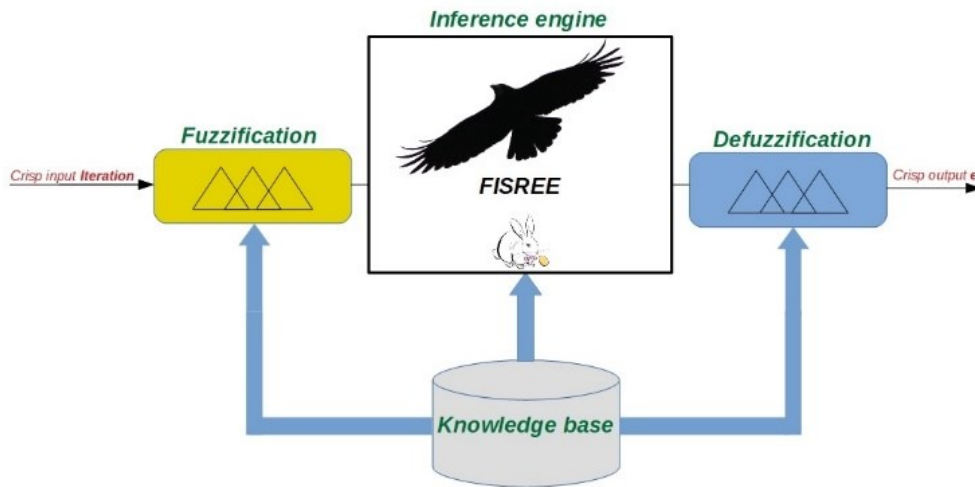 Inference engine
Fuzzification
Defuzzification
Crisp input Iteration
FISREE
Crisp output e
Knowledge base